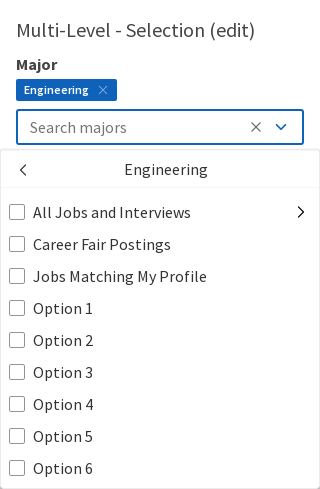 Multi-Level - Selection (edit)
Major
Engineering
Search majors
Engineering
All Jobs and Interviews
Career Fair Postings
Jobs Matching My Profile
Option 1
Option 2
Option 3
Option 4
Option 5
Option 6